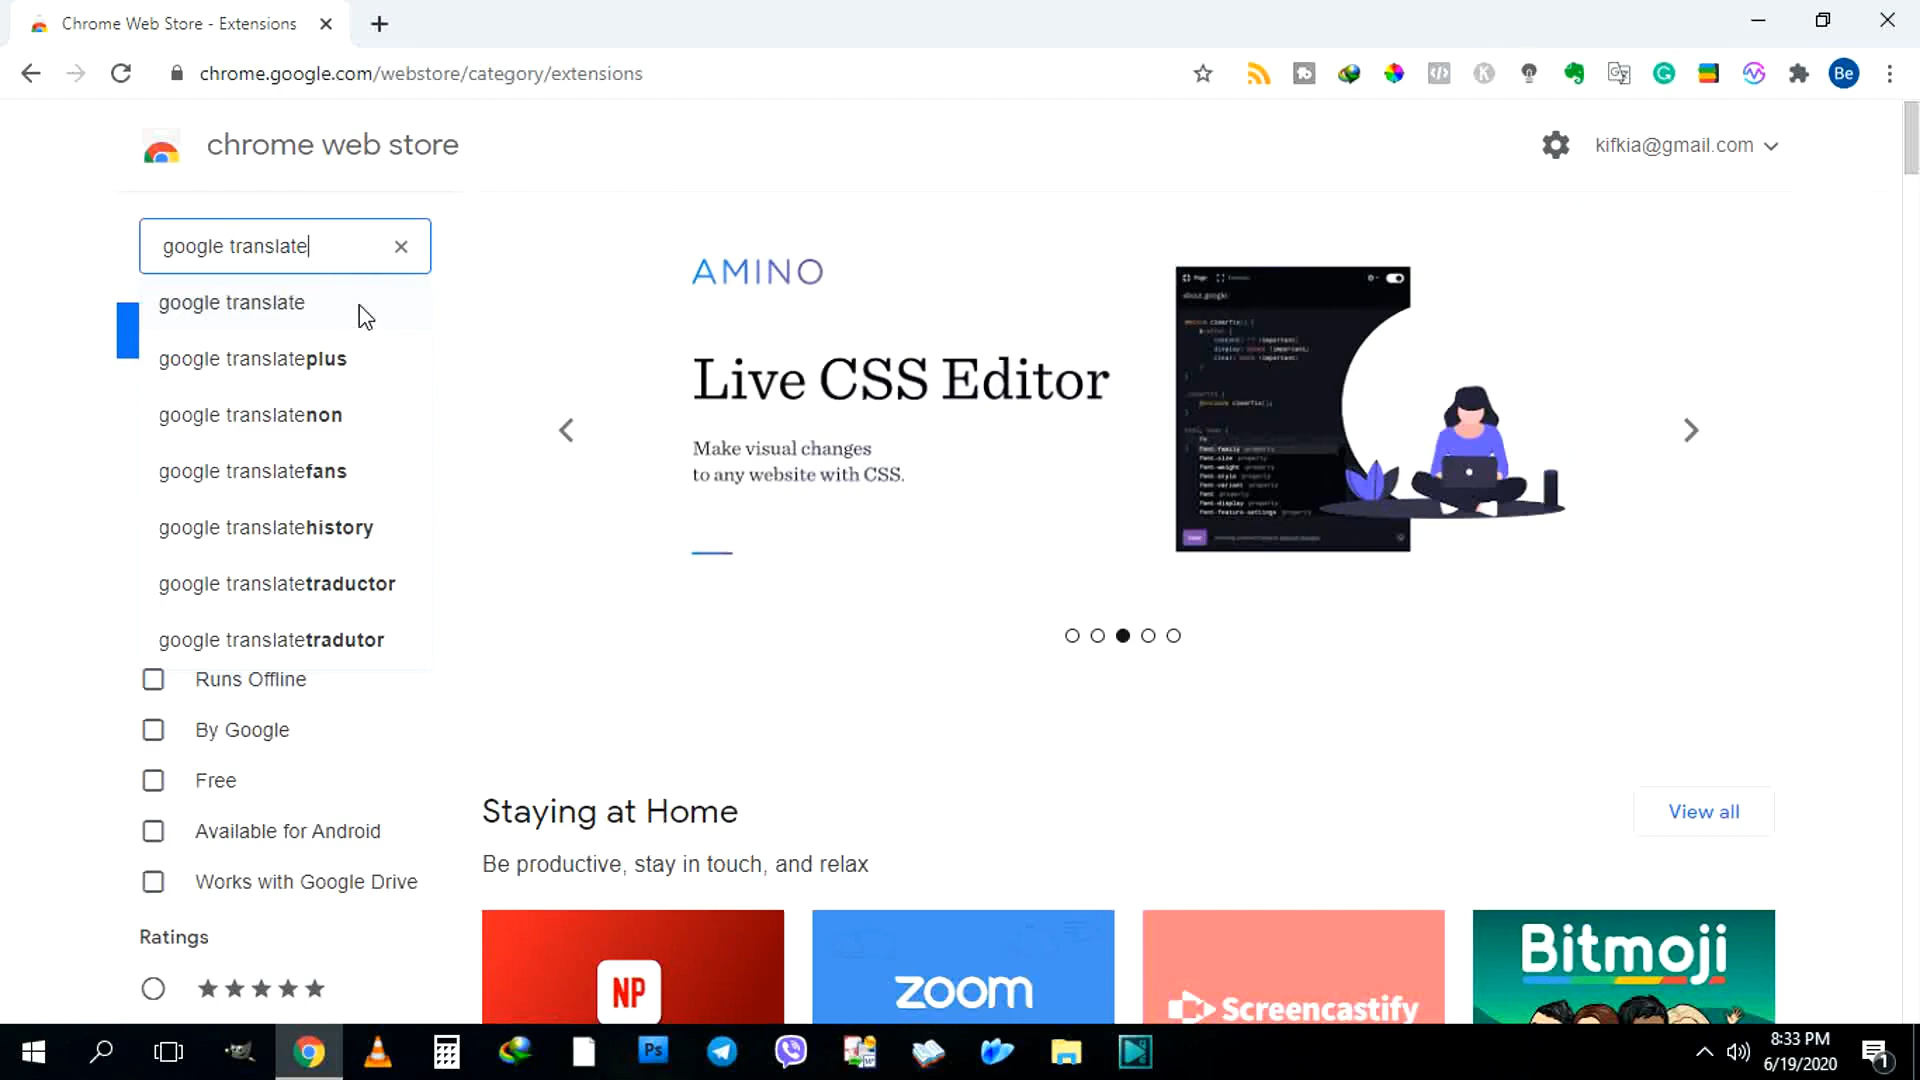 Chrome Web Store - Extensions
chrome.google.com/webstore/category/extensions
Be
chrome web store
kifkia@gmail.com
google translate
google translate
google translateplus
google translatenon
google translatefans
google translatehistory
google translatetraductor
google translatetradutor
Runs Offline
By Google
Free
Available for Android
Works with Google Drive
Ratings
AMINO
Live CSS Editor
Make visual changes
to any website with CSS.
Staying at Home
View all
Be productive, stay in touch, and relax
NP
zoom
Screencastify
Bitmoji
Ps
8:33 PM
6/19/2020
1